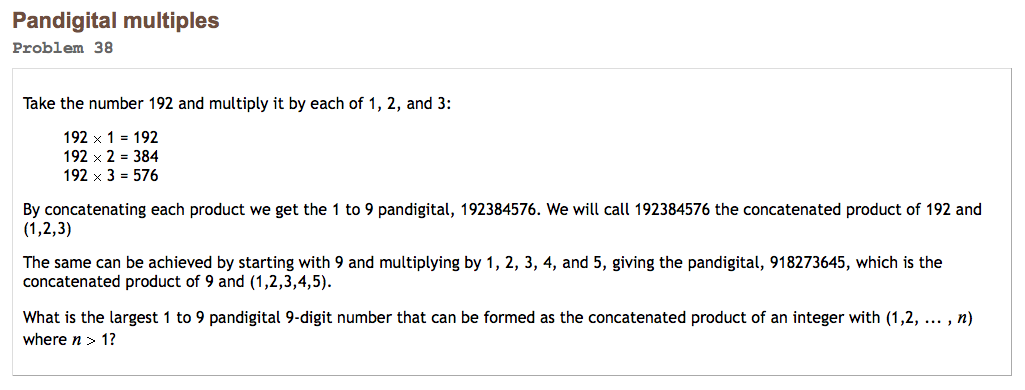 Pandigital multiples
Problem 38
Take the number 192 and multiply it by each of 1, 2, and 3:
192 × 1 = 192
192 × 2 = 384
192 × 3 = 576
By concatenating each product we get the 1 to 9 pandigital, 192384576. We will call 192384576 the concatenated product of 192 and
(1,2,3)
The same can be achieved by starting with 9 and multiplying by 1, 2, 3, 4, and 5, giving the pandigital, 918273645, which is the
concatenated product of 9 and (1,2,3,4,5).
What is the largest 1 to 9 pandigital 9-digit number that can be formed as the concatenated product of an integer with (1,2, ... , n)
where n > 1?